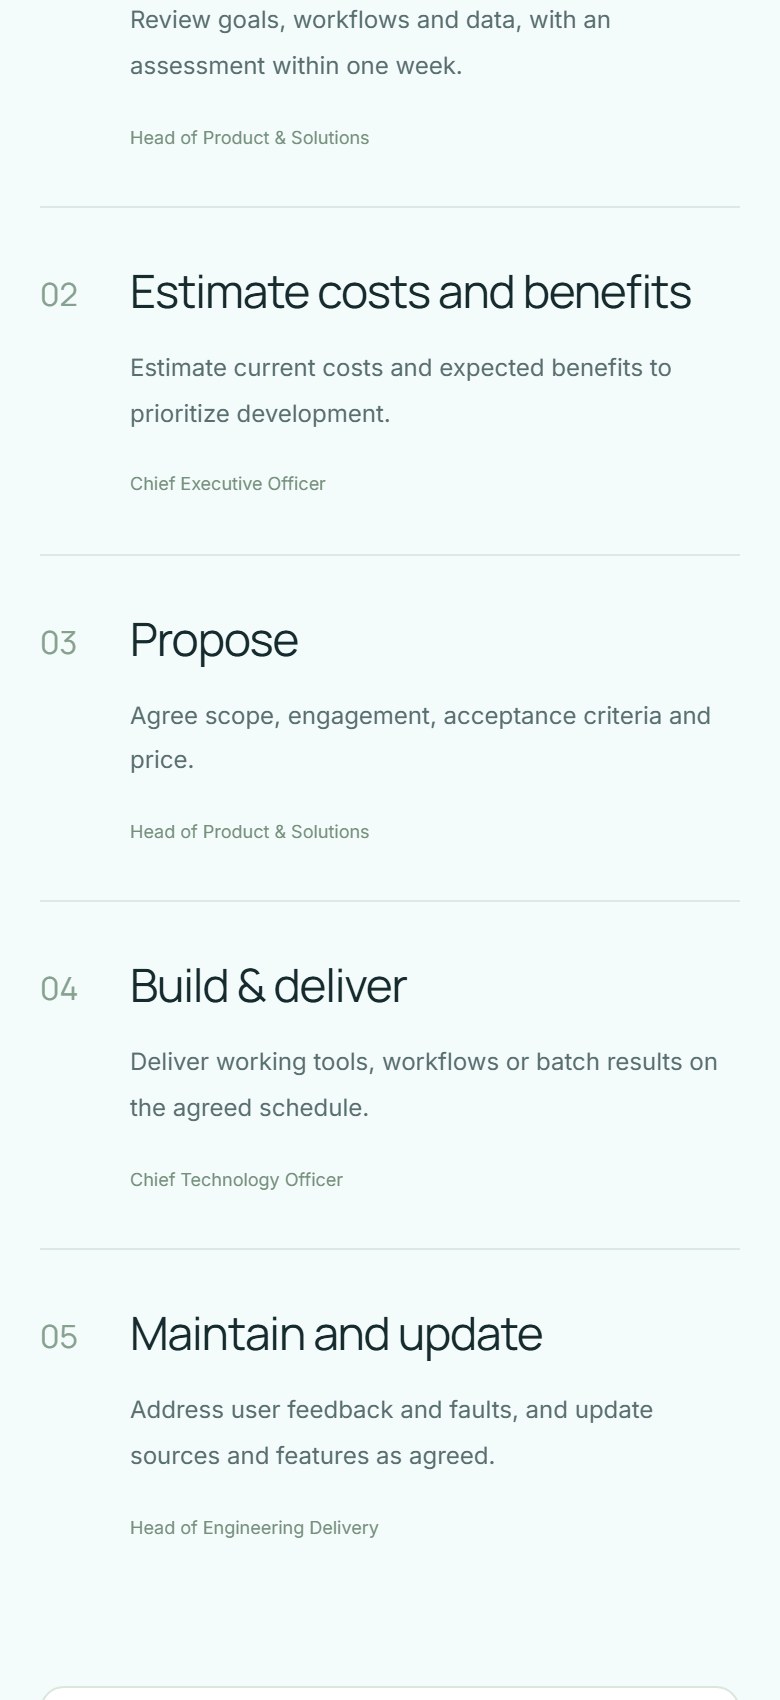 Review goals, workflows and data, with an
assessment within one week.
Head of Product & Solutions
02
Estimate costs and benefits
Estimate current costs and expected benefits to
prioritize development.
Chief Executive Officer
03
Propose
Agree scope, engagement, acceptance criteria and
price.
Head of Product & Solutions
04
Build & deliver
Deliver working tools, workflows or batch results on
the agreed schedule.
Chief Technology Officer
05
Maintain and update
Address user feedback and faults, and update
sources and features as agreed.
Head of Engineering Delivery